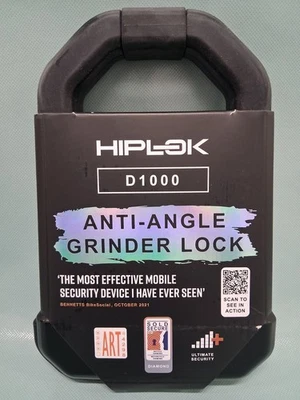 HIPLOK
D1000
ANTI-ANGLE
GRINDER LOCK
'THE MOST EFFECTIVE MOBILE
SECURITY DEVICE I HAVE EVER SEEN'
BENNETTS BikeSocial, OCTOBER 2021
SCAN TO
SEE IN
ACTION
ART
SOLD
SECURE
DIAMOND
ULTIMATE
SECURITY